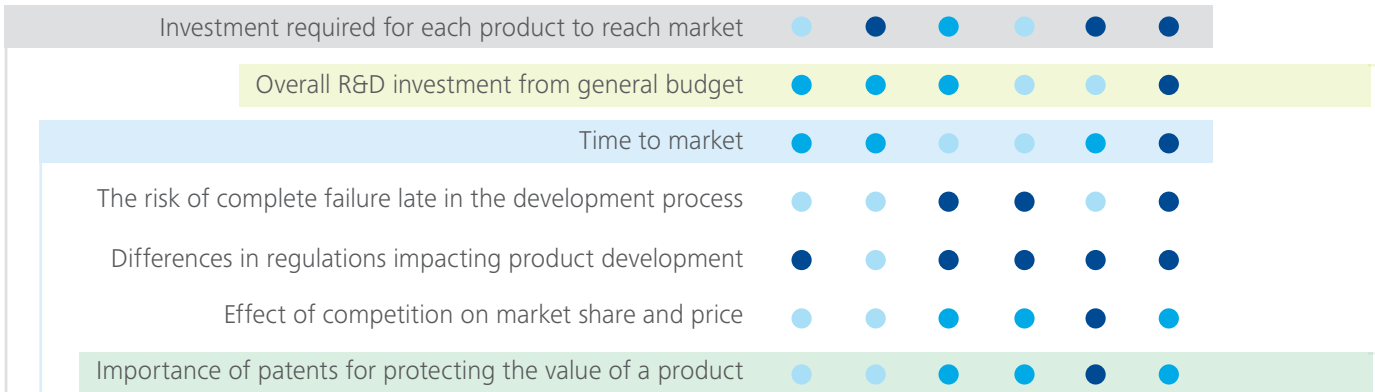 Investment required for each product to reach market
Overall R&D investment from general budget
Time to market
The risk of complete failure late in the development process
Differences in regulations impacting product development
Effect of competition on market share and price
Importance of patents for protecting the value of a product